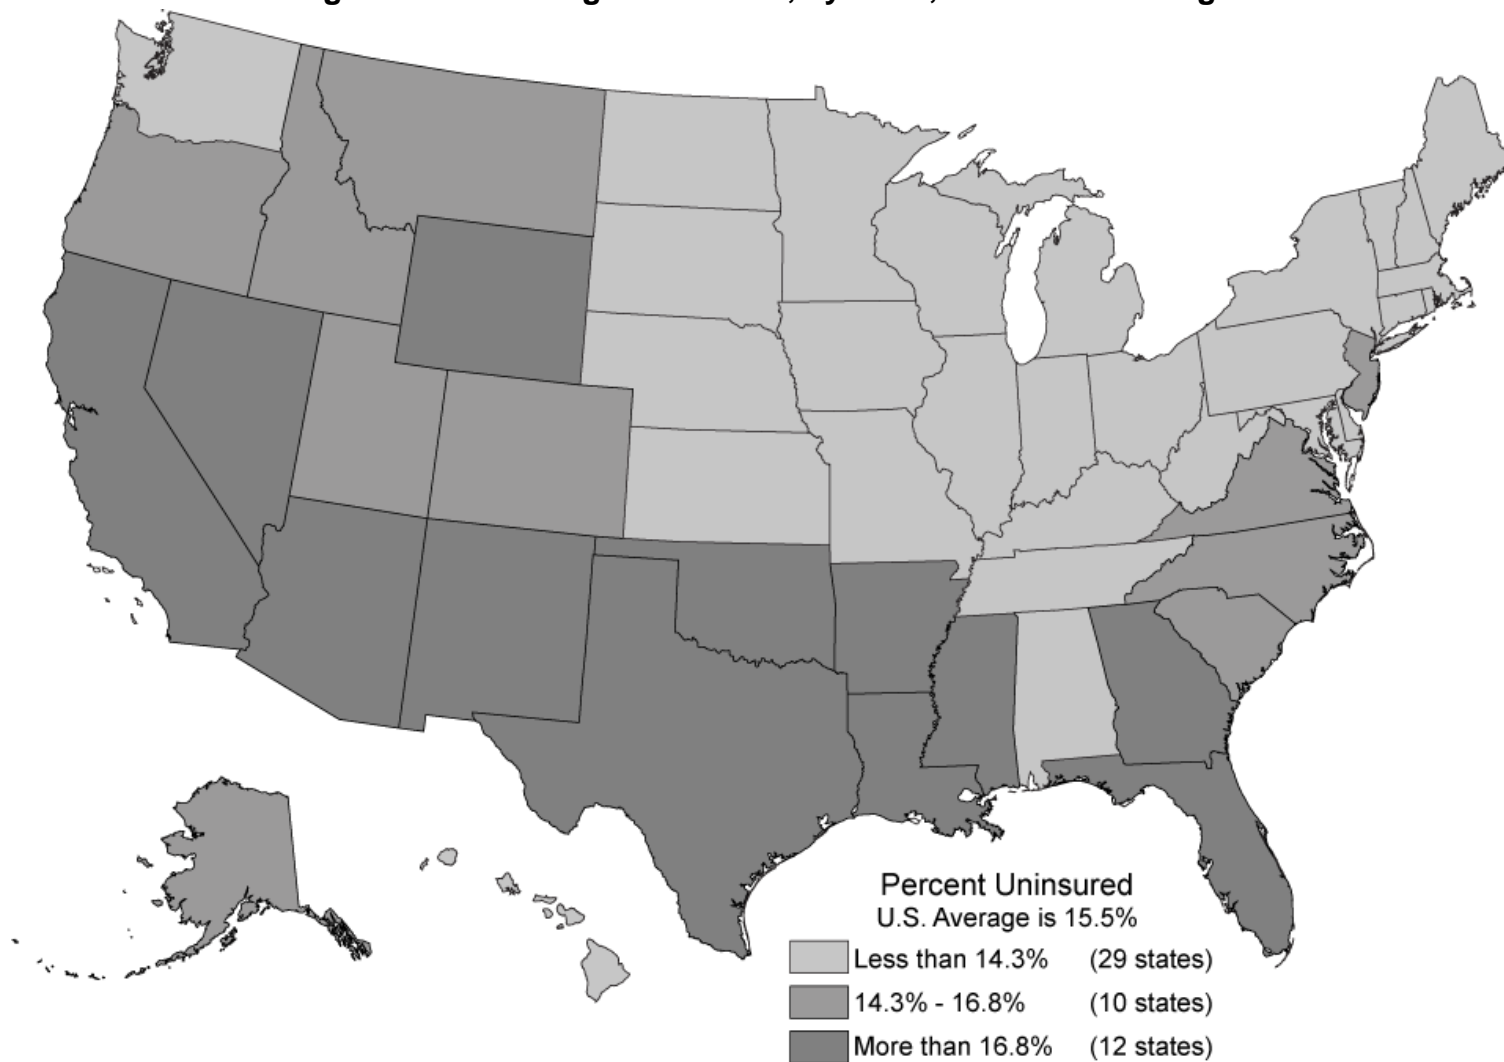 Percent Uninsured
U.S. Average is 15.5%
Less than 14.3% (29 states)
14.3% - 16.8% (10 states)
More than 16.8% (12 states)